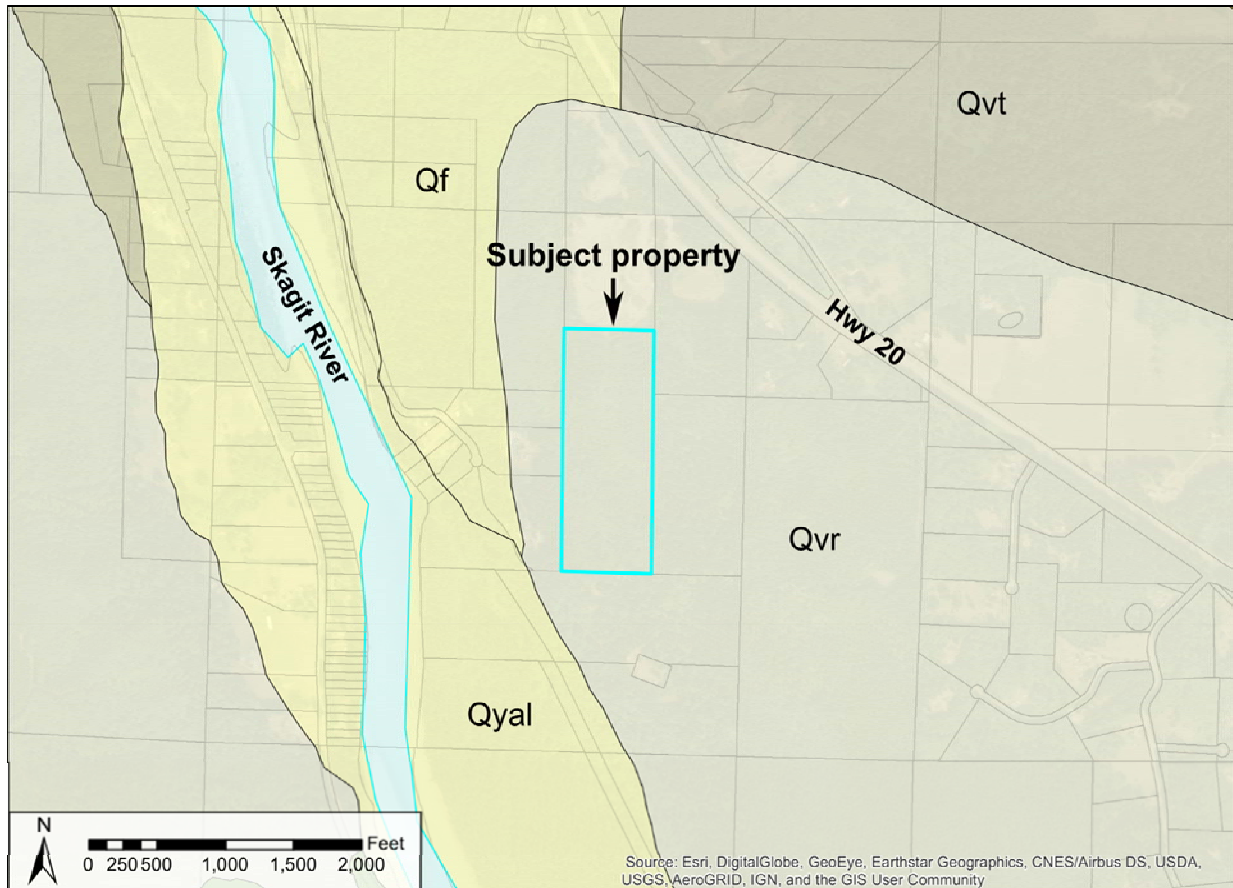 Qvt
Qf
Subject property
Skagit River
Hwy 20
Qvr
Qyal
N
Feet
0 250 500 1,000 1,500 2,000
Source: Esri, DigitalGlobe, GeoEye, Earthstar Geographics, CNES/Airbus DS, USDA,
USGS, AeroGRID, IGN, and the GIS User Community